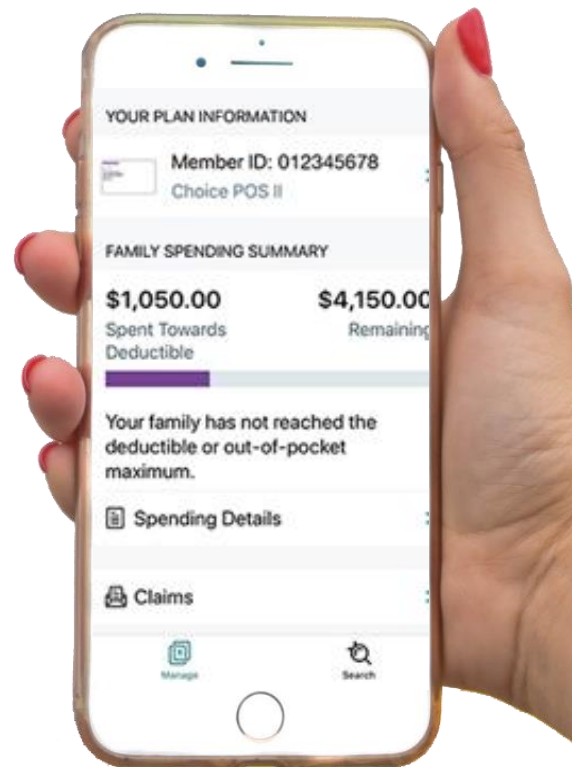 YOUR PLAN INFORMATION
Member ID: 012345678
Choice POS II
FAMILY SPENDING SUMMARY
$1,050.00 $4,150.00
Spent Towards Remaining
Deductible
Your family has not reached the
deductible or out-of-pocket
maximum.
Spending Details
Claims
Manage Search